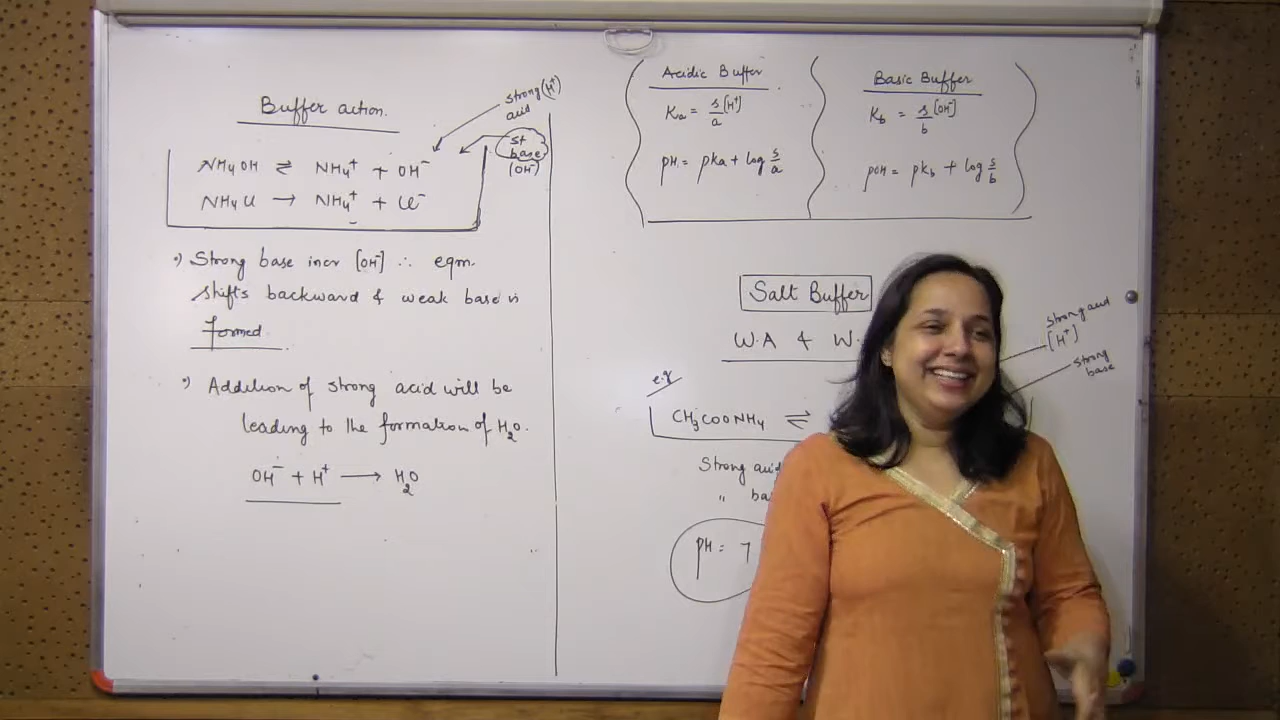 Buffer action.
strong (H⁺)
acid
st
base
(OH⁻)
NH₄OH ⇌ NH₄⁺ + OH⁻
NH₄Cl → NH₄⁺ + Cl⁻
•) Strong base incr [OH⁻] ∴ eqm.
shifts backward & weak base is
formed.
•) Addition of strong acid will be
leading to the formation of H₂O.
OH⁻ + H⁺ ⟶ H₂O
Acidic Buffer
Ka = s/a [H⁺]
pH = pka + log s/a
Basic Buffer
Kb = s/b [OH⁻]
pOH = pKb + log s/b
Salt Buffer
W.A & W.
e.g
CH₃COONH₄ ⇌
Strong acid
[H⁺]
Strong
base
Strong acid
" ba
pH = 7